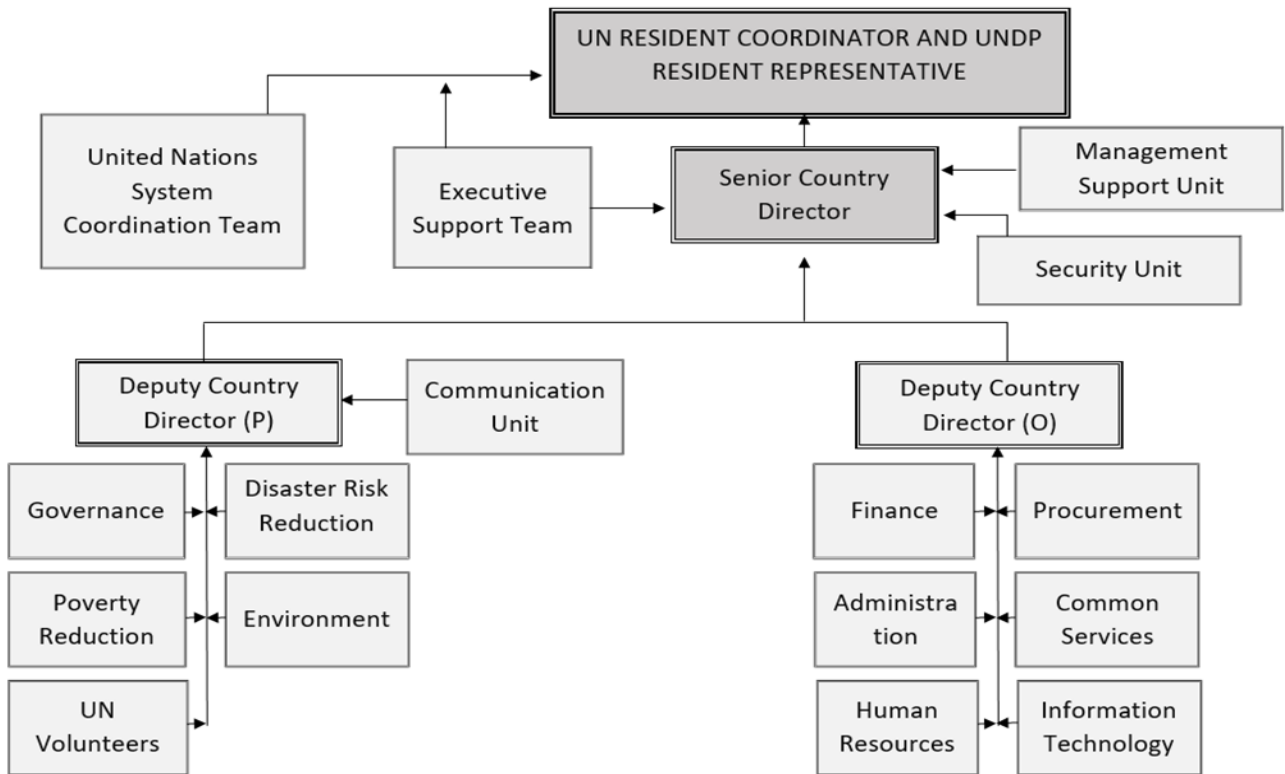 UN RESIDENT COORDINATOR AND UNDP
RESIDENT REPRESENTATIVE
United Nations
System
Coordination Team
Executive
Support Team
Senior Country
Director
Management
Support Unit
Security Unit
Deputy Country
Director (P)
Communication
Unit
Deputy Country
Director (O)
Governance
Disaster Risk
Reduction
Poverty
Reduction
Environment
UN
Volunteers
Finance
Procurement
Administra
tion
Common
Services
Human
Resources
Information
Technology